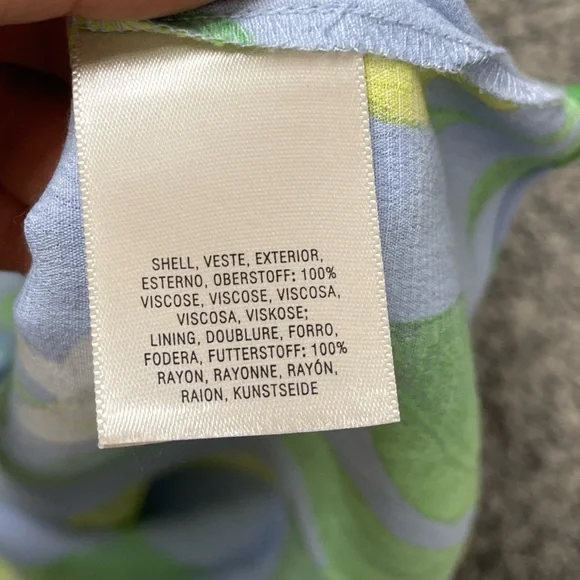 SHELL, VESTE, EXTERIOR,
ESTERNO, OBERSTOFF: 100%
VISCOSE, VISCOSE, VISCOSA,
VISCOSA, VISKOSE;
LINING, DOUBLURE, FORRO,
FODERA, FUTTERSTOFF: 100%
RAYON, RAYONNE, RAYÓN,
RAION, KUNSTSEIDE